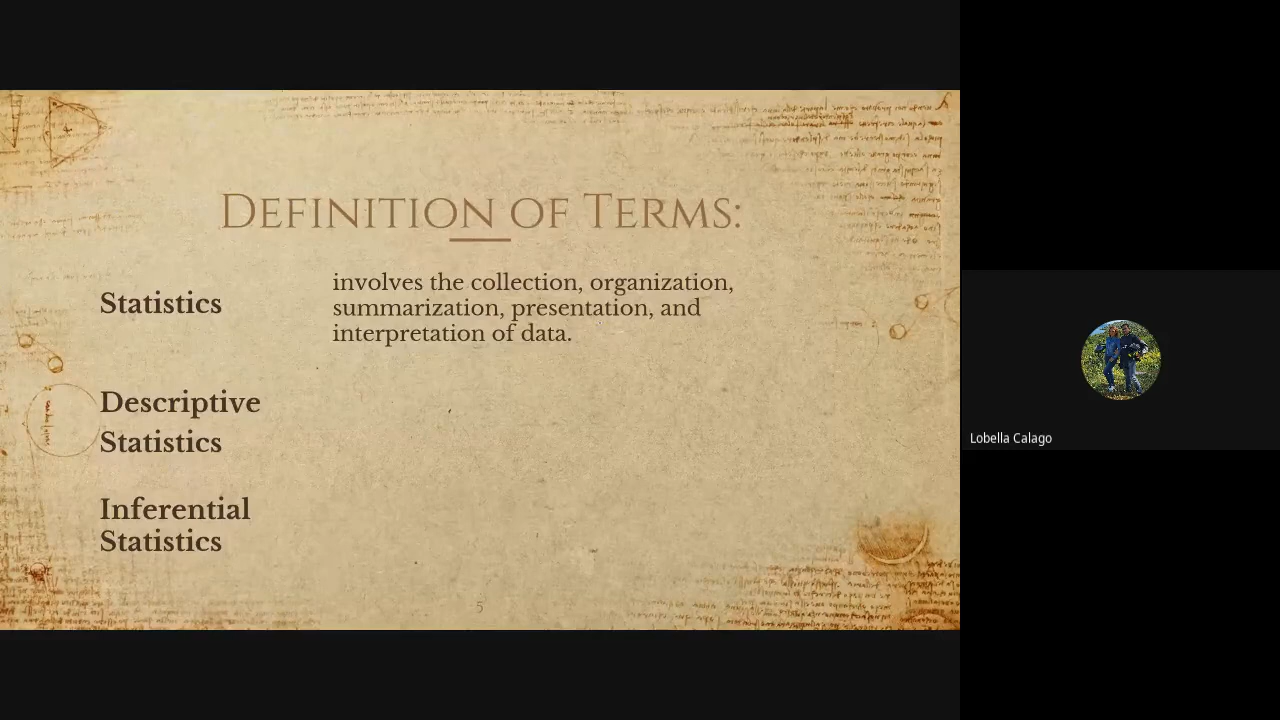 Definition of Terms:
Statistics
involves the collection, organization,
summarization, presentation, and
interpretation of data.
Descriptive
Statistics
Inferential
Statistics
5
Lobella Calago